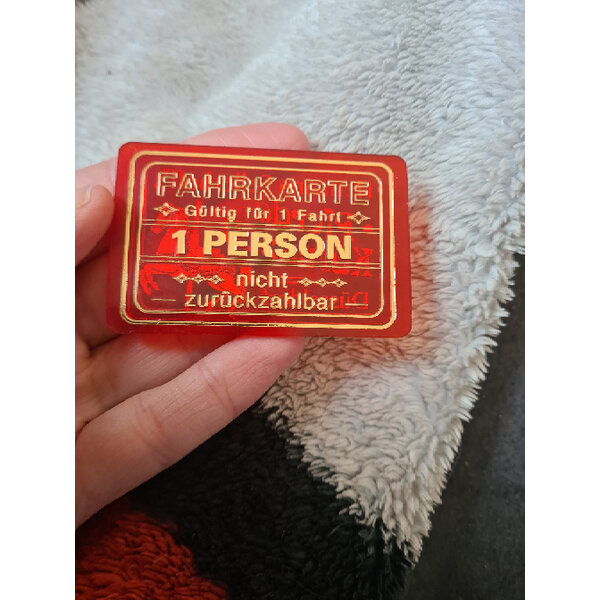 FAHRKARTE
Gültig für 1 Fahrt
1 PERSON
nicht
zurückzahlbar